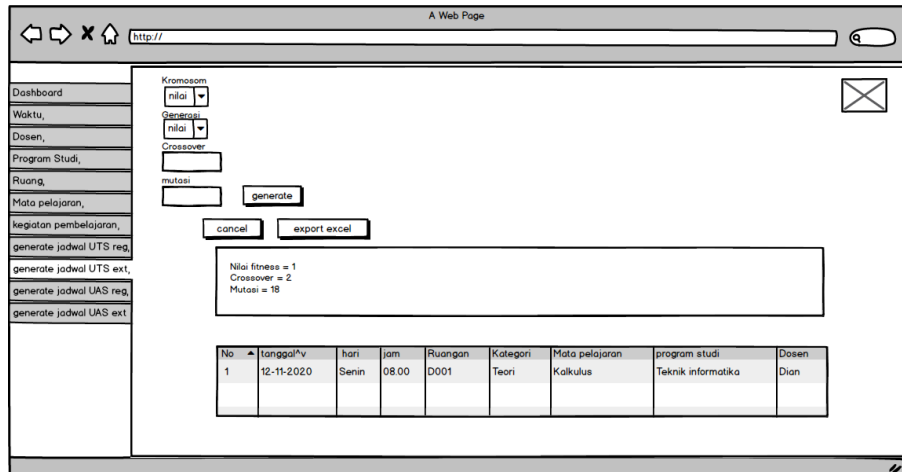 A Web Page
http://
Dashboard
Waktu,
Dosen,
Program Studi,
Ruang,
Mata pelajaran,
kegiatan pembelajaran,
generate jadwal UTS reg,
generate jadwal UTS ext,
generate jadwal UAS reg,
generate jadwal UAS ext
Kromosom
nilai
Generasi
nilai
Crossover
mutasi
generate
cancel export excel
Nilai fitness = 1
Crossover = 2
Mutasi = 18
No tanggal^v hari jam Ruangan Kategori Mata pelajaran program studi Dosen
1 12-11-2020 Senin 08.00 D001 Teori Kalkulus Teknik informatika Dian